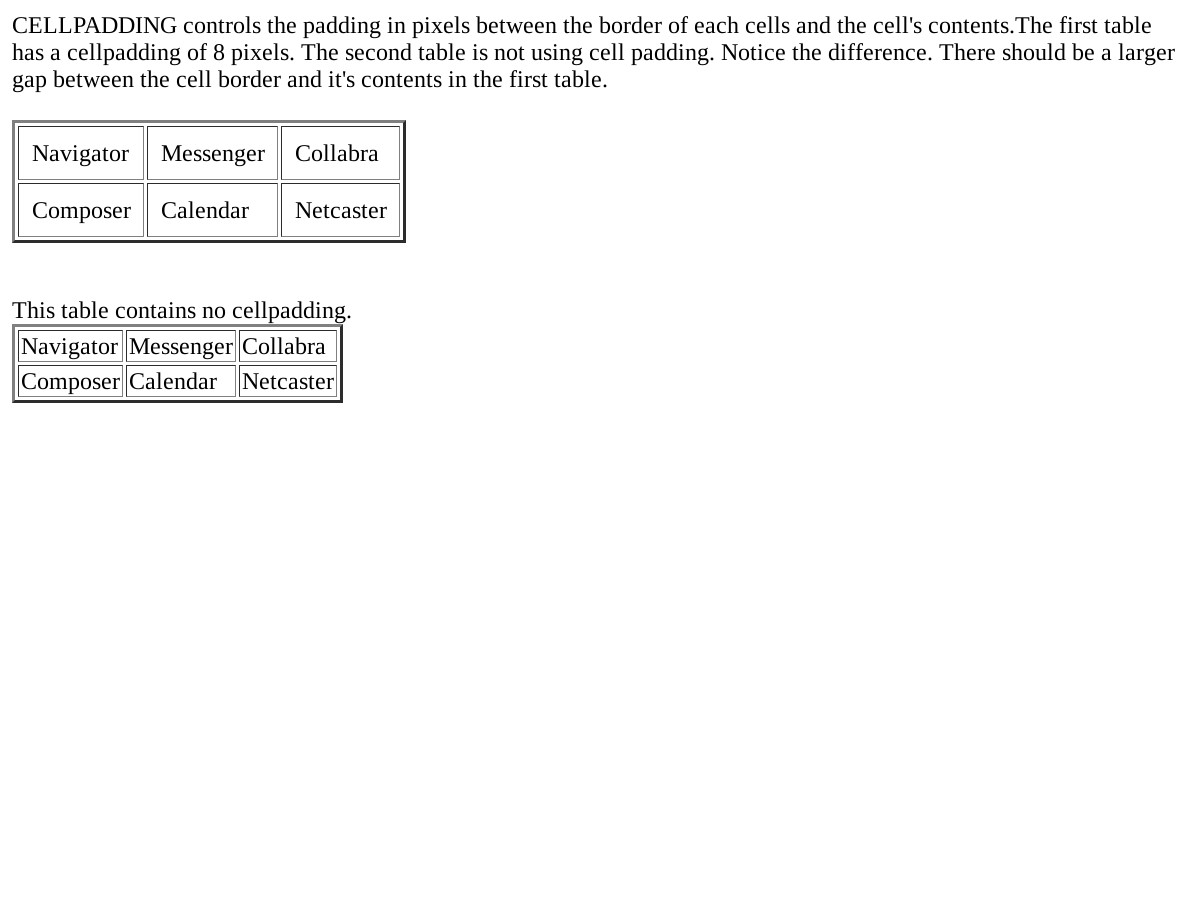 CELLPADDING controls the padding in pixels between the border of each cells and the cell's contents.The first table
has a cellpadding of 8 pixels. The second table is not using cell padding. Notice the difference. There should be a larger
gap between the cell border and it's contents in the first table.
Navigator Messenger Collabra
Composer Calendar Netcaster
This table contains no cellpadding.
Navigator Messenger Collabra
Composer Calendar Netcaster